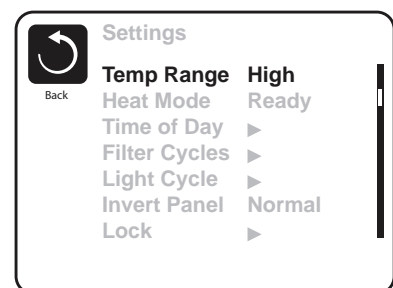 Settings
Back
Temp Range High
Heat Mode Ready
Time of Day ▶
Filter Cycles ▶
Light Cycle ▶
Invert Panel Normal
Lock ▶